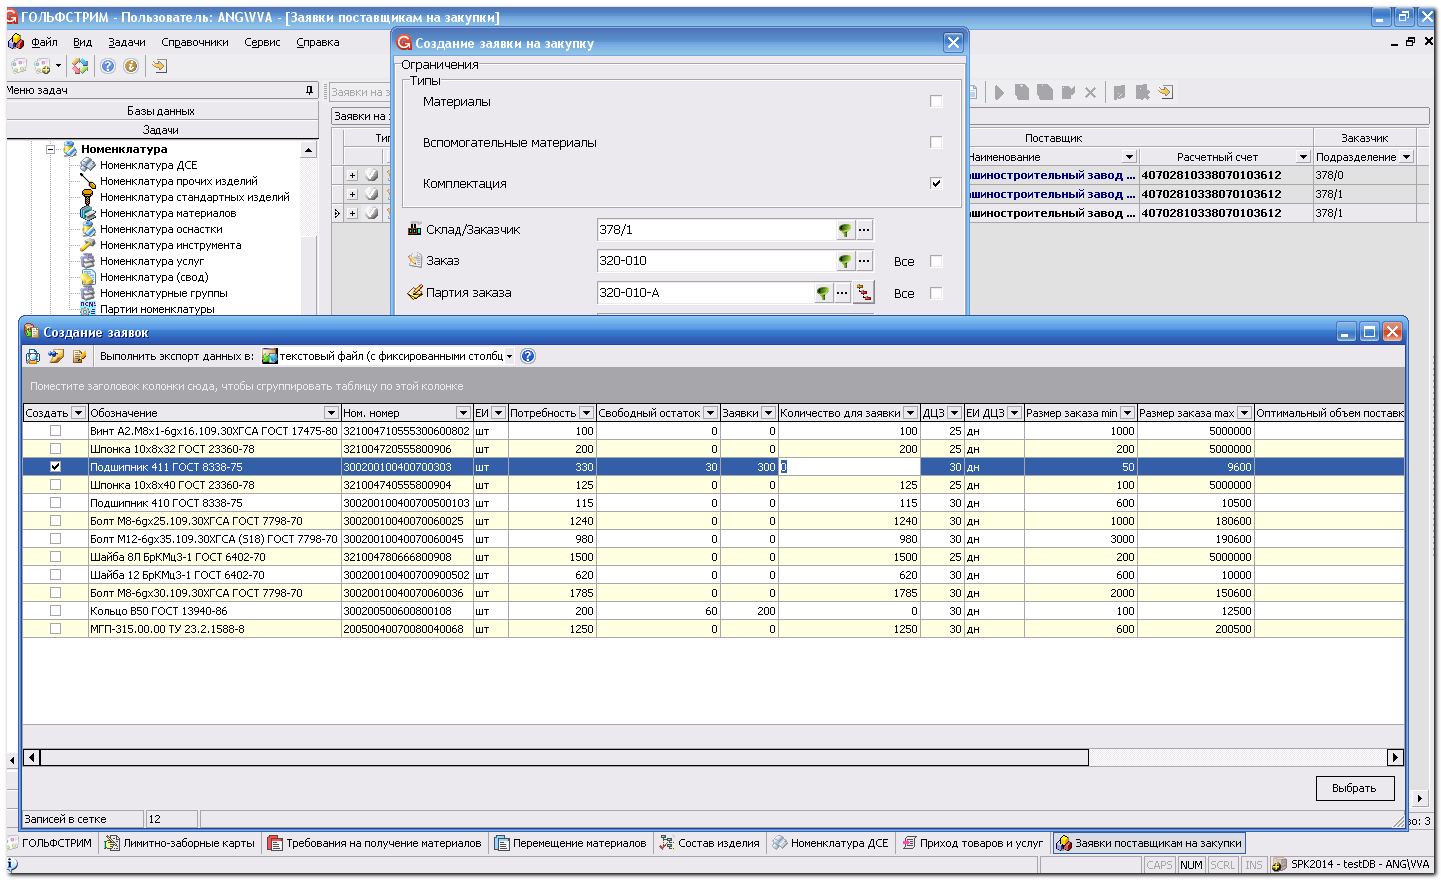 ГОЛЬФСТРИМ - Пользователь: ANG\VVA - [Заявки поставщикам на закупки]
Файл Вид Задачи Справочники Сервис Справка
Меню задач
Базы данных
Задачи
Номенклатура
Номенклатура ДСЕ
Номенклатура прочих изделий
Номенклатура стандартных изделий
Номенклатура материалов
Номенклатура оснастки
Номенклатура инструмента
Номенклатура услуг
Номенклатура (свод)
Номенклатурные группы
Партии номенклатуры
Заявки на з
Заявки на з
Тип
Создание заявки на закупку
Ограничения
Типы
Материалы
Вспомогательные материалы
Комплектация
Склад/Заказчик 378/1
Заказ 320-010 Все
Партия заказа 320-010-А Все
Поставщик Заказчик
Наименование Расчетный счет Подразделение
шиностроительный завод ... 40702810338070103612 378/0
шиностроительный завод ... 40702810338070103612 378/1
шиностроительный завод ... 40702810338070103612 378/1
Создание заявок
Выполнить экспорт данных в: текстовый файл (с фиксированными столбц
Поместите заголовок колонки сюда, чтобы сгруппировать таблицу по этой колонке
Создать Обозначение Ном. номер ЕИ Потребность Свободный остаток Заявки Количество для заявки ДЦЗ ЕИ ДЦЗ Размер заказа min Размер заказа max Оптимальный объем поставк
Винт А2.М8х1-6gх16.109.30ХГСА ГОСТ 17475-80 321004710555300600802 шт 100 0 0 100 25 дн 1000 5000000
Шпонка 10х8х32 ГОСТ 23360-78 321004720555800906 шт 200 0 0 200 25 дн 200 5000000
Подшипник 411 ГОСТ 8338-75 300200100400700303 шт 330 30 300 0 30 дн 50 9600
Шпонка 10х8х40 ГОСТ 23360-78 321004740555800904 шт 125 0 0 125 25 дн 100 5000000
Подшипник 410 ГОСТ 8338-75 300200100400700500103 шт 115 0 0 115 30 дн 600 10500
Болт М8-6gх25.109.30ХГСА ГОСТ 7798-70 30020010040070060025 шт 1240 0 0 1240 30 дн 1000 180600
Болт М12-6gх35.109.30ХГСА (S18) ГОСТ 7798-70 30020010040070060045 шт 980 0 0 980 30 дн 3000 190600
Шайба 8Л БрКМц3-1 ГОСТ 6402-70 321004780666800908 шт 1500 0 0 1500 25 дн 200 5000000
Шайба 12 БрКМц3-1 ГОСТ 6402-70 300200100400700900502 шт 620 0 0 620 30 дн 600 10000
Болт М8-6gх30.109.30ХГСА ГОСТ 7798-70 30020010040070060036 шт 1785 0 0 1785 30 дн 2000 150600
Кольцо В50 ГОСТ 13940-86 300200500600800108 шт 200 60 200 0 30 дн 100 12500
МГП-315.00.00 ТУ 23.2.1588-8 20050040070080040068 шт 1250 0 0 1250 30 дн 600 200500
Выбрать
Записей в сетке 12
во: 3
ГОЛЬФСТРИМ Лимитно-заборные карты Требования на получение материалов Перемещение материалов Состав изделия Номенклатура ДСЕ Приход товаров и услуг Заявки поставщикам на закупки
CAPS NUM SCRL INS SPK2014 - testDB - ANG\VVA